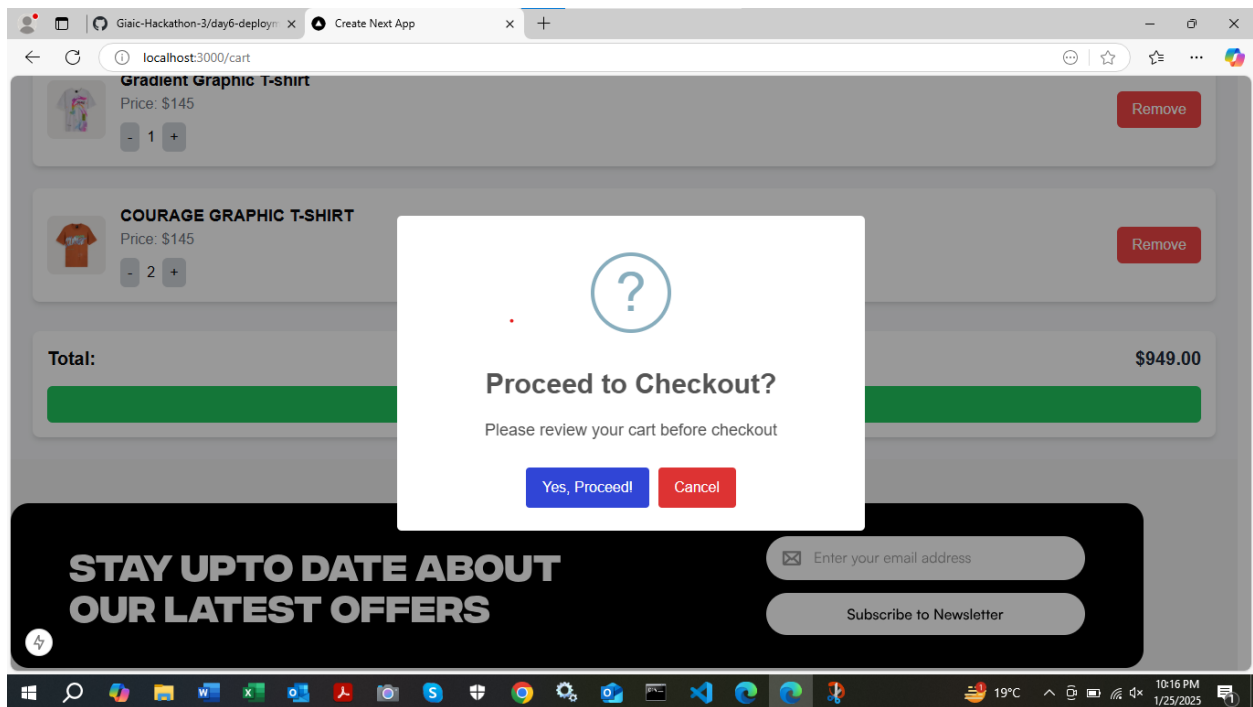 Giaic-Hackathon-3/day6-deploym
Create Next App
localhost:3000/cart
Gradient Graphic T-shirt
Price: $145
- 1 +
Remove
COURAGE GRAPHIC T-SHIRT
Price: $145
- 2 +
Remove
Total:
$949.00
?
Proceed to Checkout?
Please review your cart before checkout
Yes, Proceed!
Cancel
STAY UPTO DATE ABOUT
OUR LATEST OFFERS
Enter your email address
Subscribe to Newsletter
19°C
10:16 PM
1/25/2025